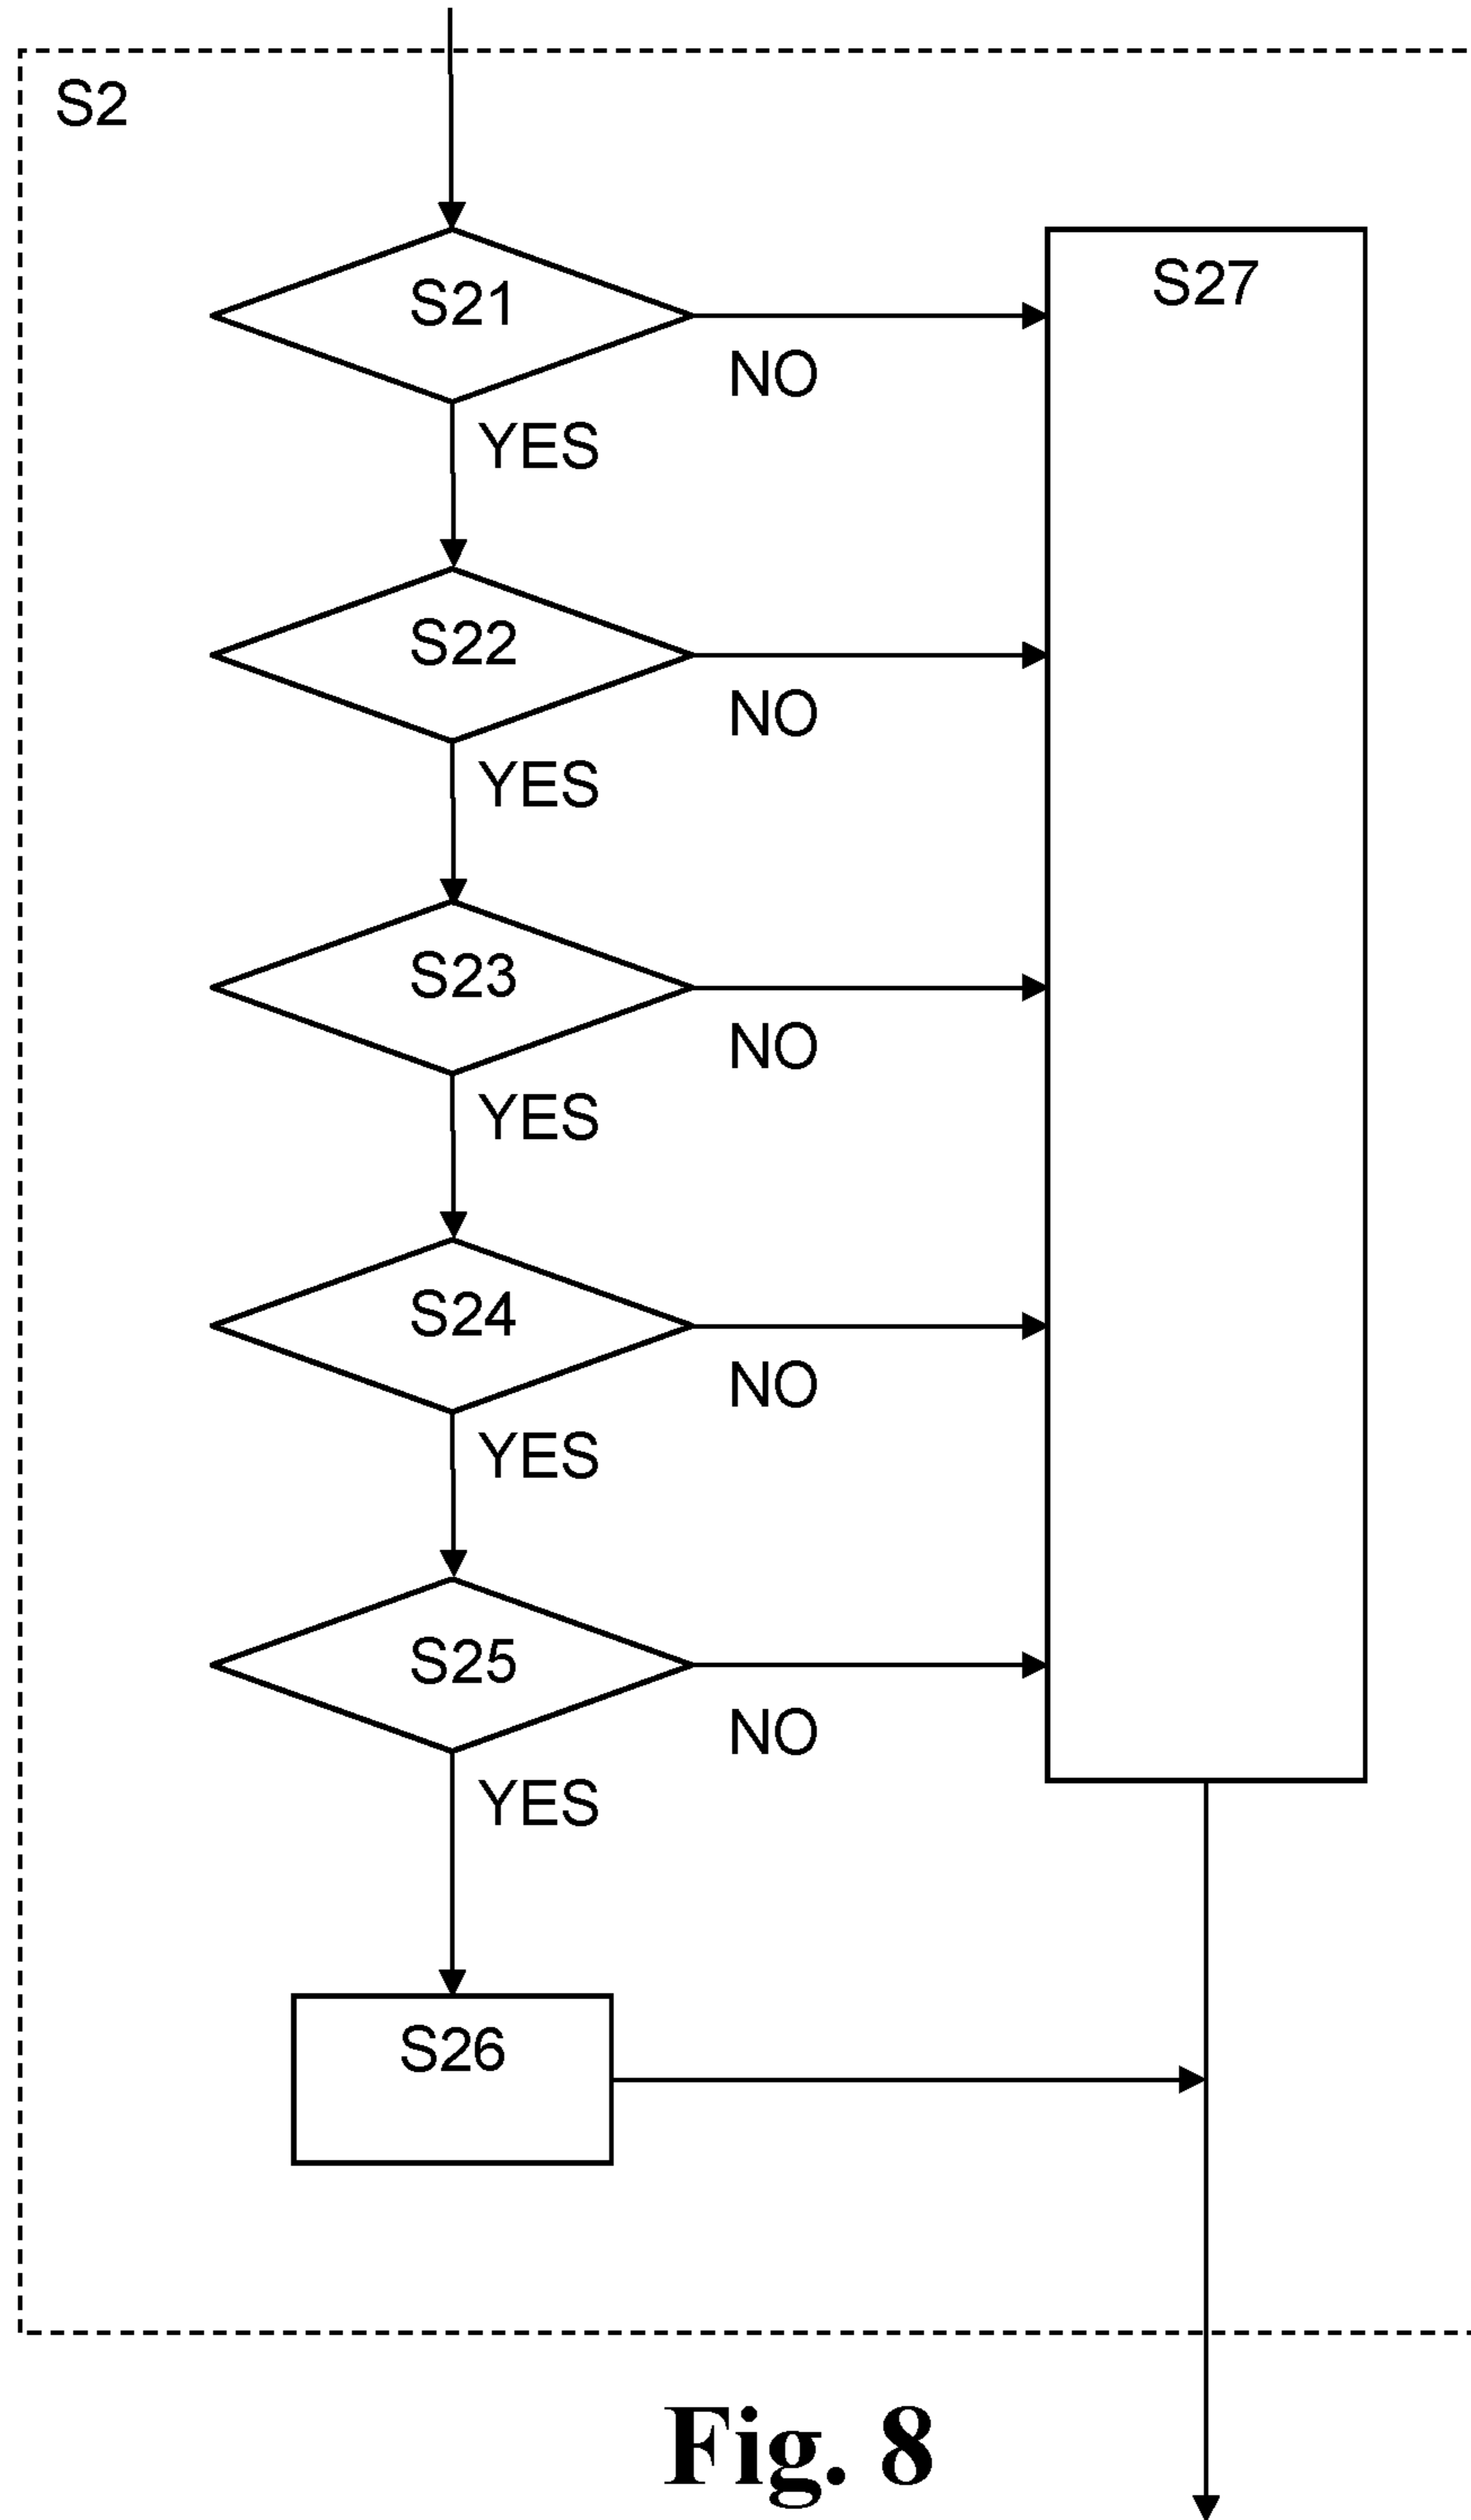 S2
S21
S27
NO
YES
S22
NO
YES
S23
NO
YES
S24
NO
YES
S25
NO
YES
S26
Fig. 8